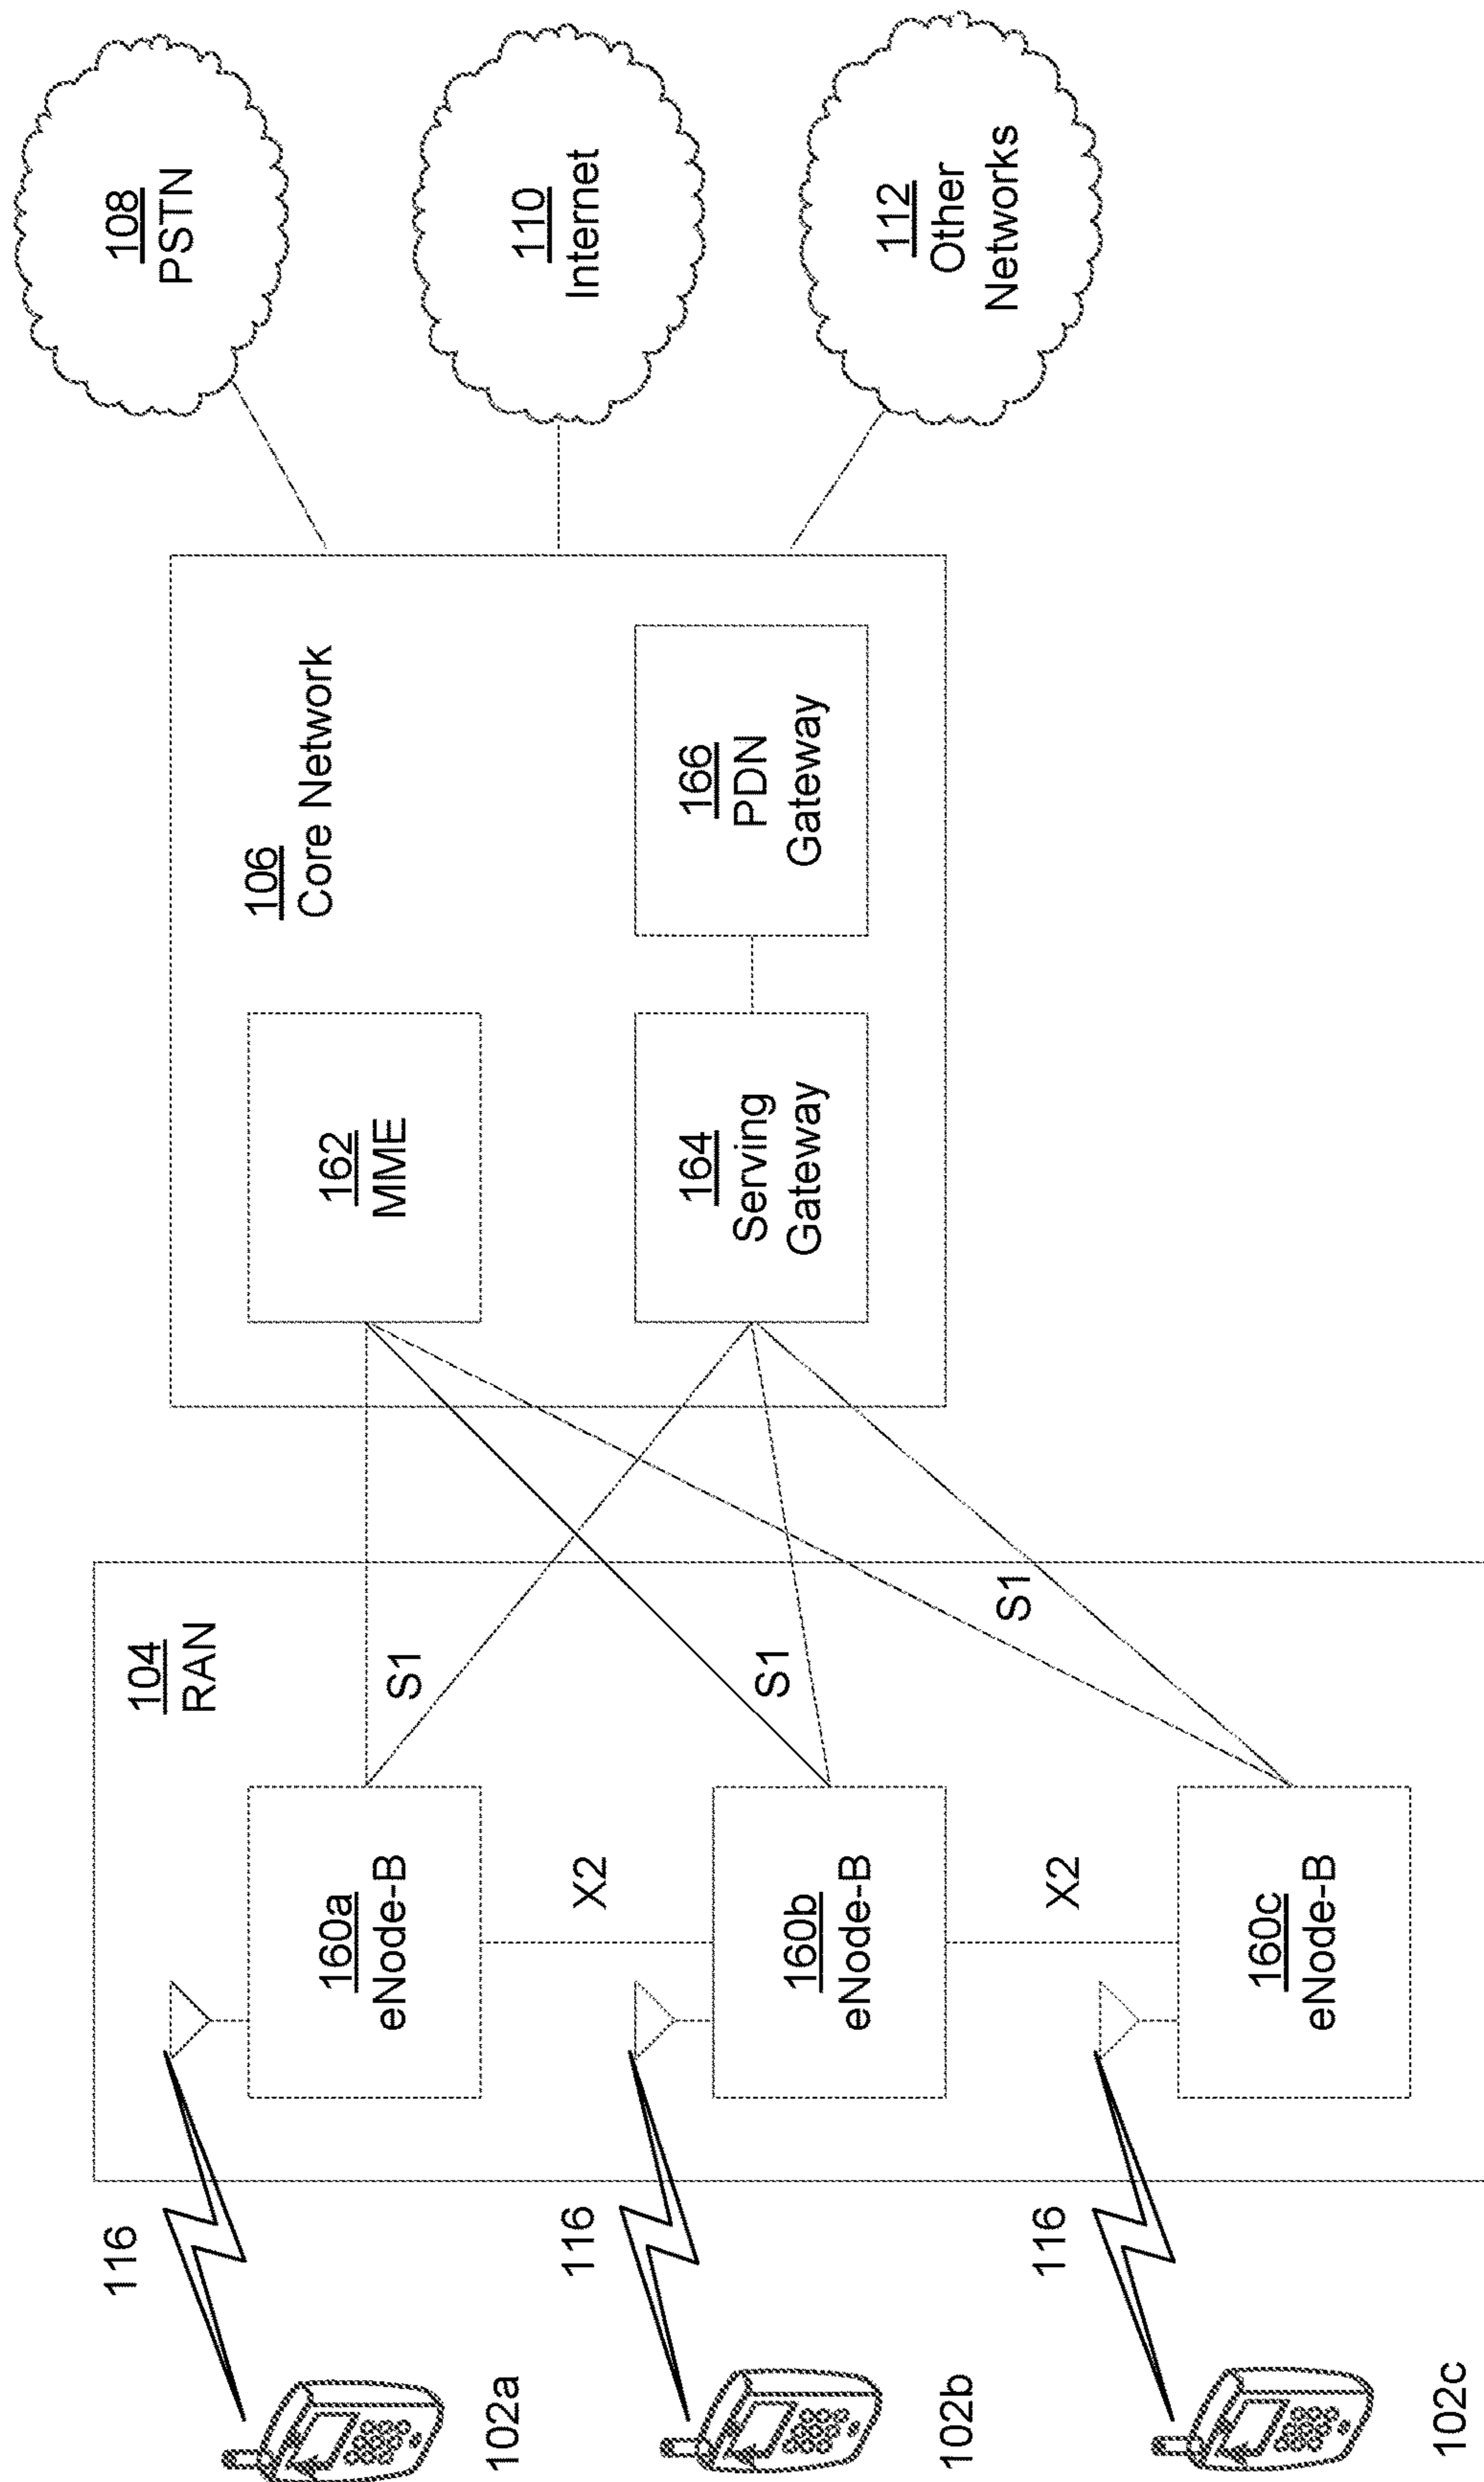 116
102a
116
102b
116
102c
104
RAN
160a
eNode-B
S1
X2
160b
eNode-B
S1
X2
160c
eNode-B
S1
106
Core Network
162
MME
164
Serving
Gateway
166
PDN
Gateway
108
PSTN
110
Internet
112
Other
Networks